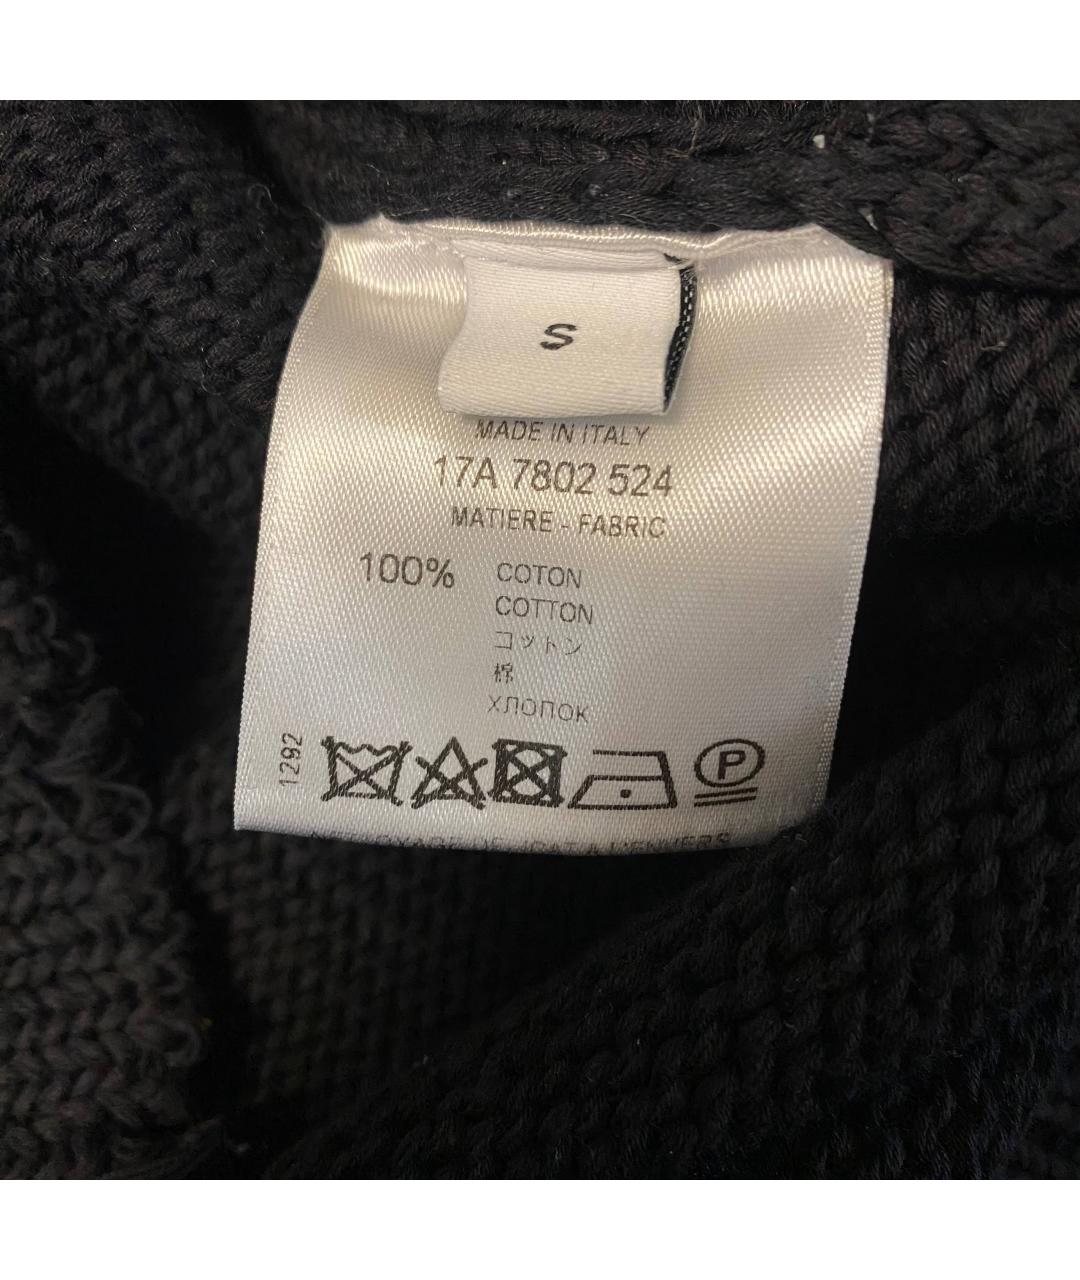 S
MADE IN ITALY
17A 7802 524
MATIERE - FABRIC
100% COTON
COTTON
コットン
棉
ХЛОПОК
1292
P